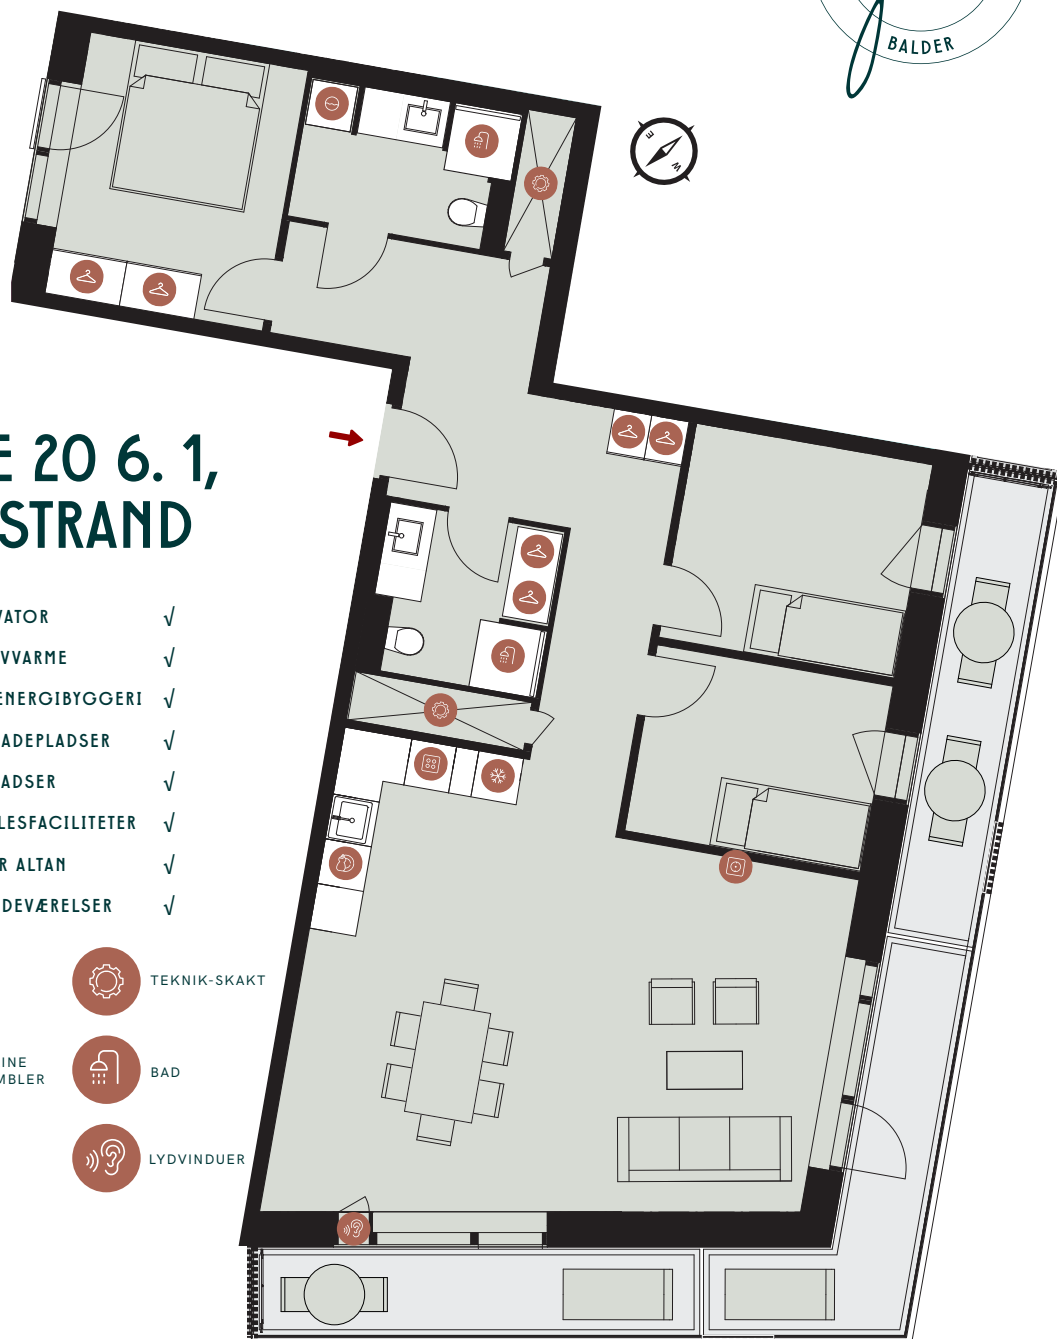 BALDER
E
W
E 20 6. 1,
STRAND
VATOR √
VVARME √
ENERGIBYGGERI √
ADEPLADSER √
ADSER √
LESFACILITETER √
R ALTAN √
DEVÆRELSER √
TEKNIK-SKAKT
INE
MBLER
BAD
LYDVINDUER